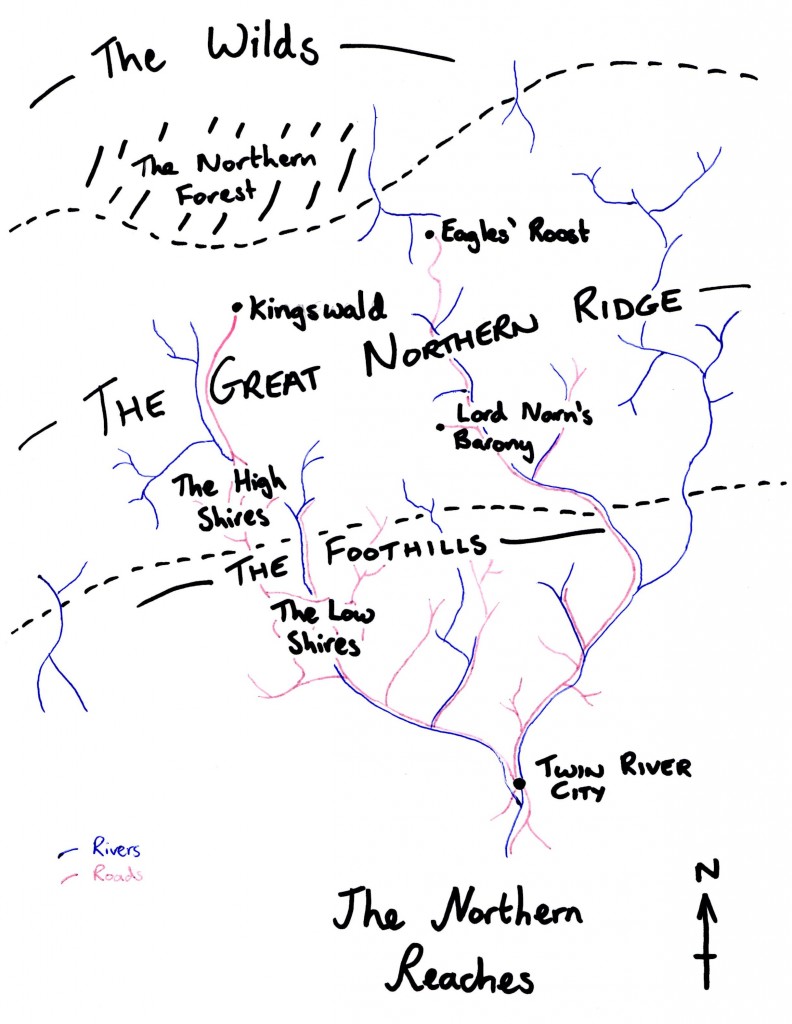 The Wilds
The Northern
Forest
Eagles' Roost
Kingswald
THE GREAT NORTHERN RIDGE
Lord Narn's
Barony
The High
Shires
THE FOOTHILLS
The Low
Shires
TWIN RIVER
CITY
Rivers
Roads
N
The Northern
Reaches